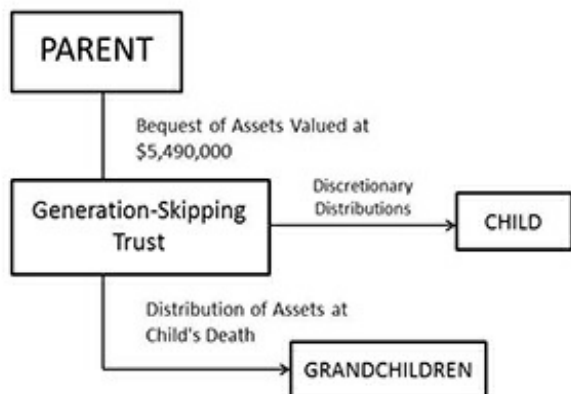 PARENT
Bequest of Assets Valued at
$5,490,000
Generation-Skipping
Trust
Discretionary
Distributions
CHILD
Distribution of Assets at
Child's Death
GRANDCHILDREN